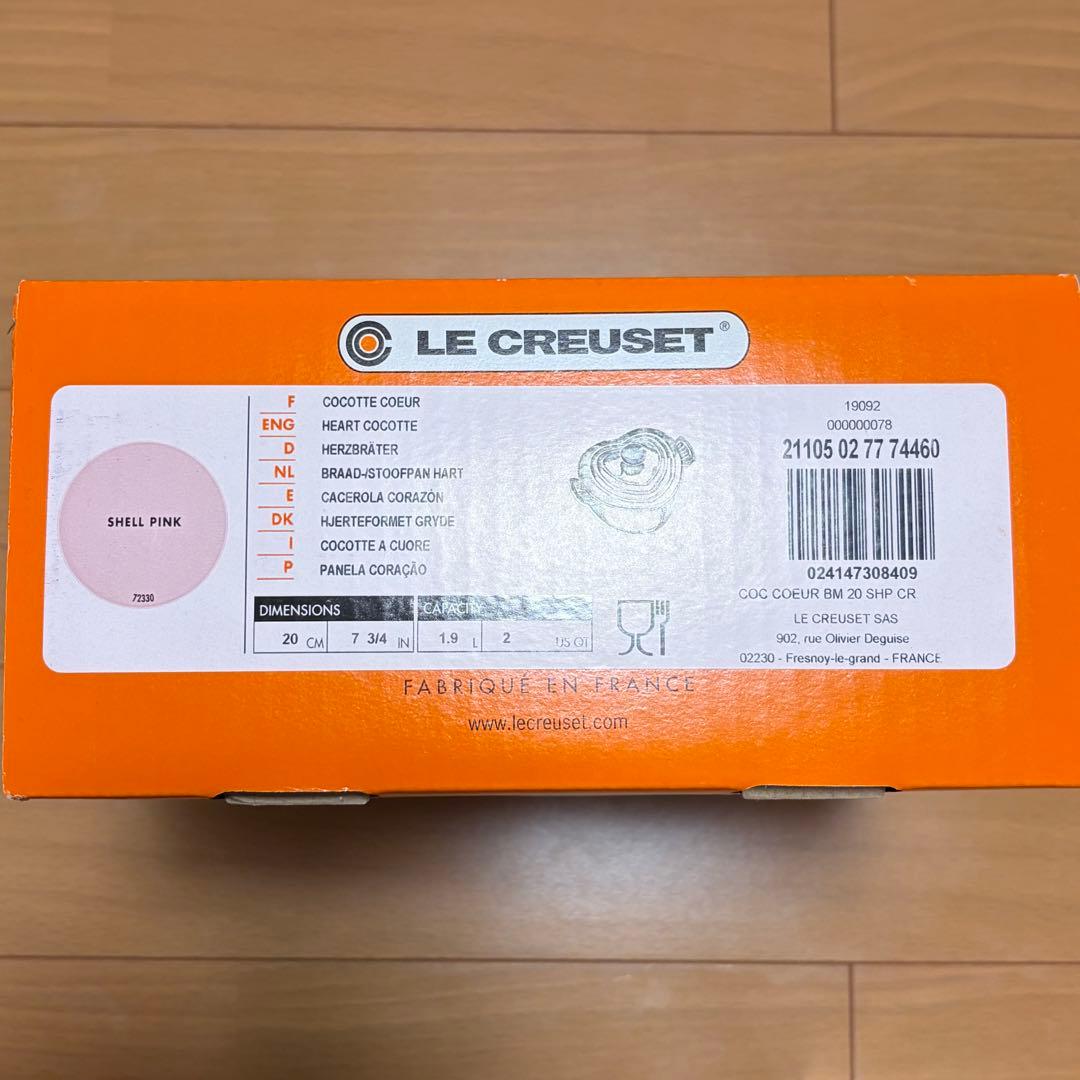 LE CREUSET®
SHELL PINK
72330
F COCOTTE COEUR
ENG HEART COCOTTE
D HERZBRÄTER
NL BRAAD-/STOOFPAN HART
E CACEROLA CORAZÓN
DK HJERTEFORMET GRYDE
I COCOTTE A CUORE
P PANELA CORAÇÃO
DIMENSIONS CAPACITY
20 CM 7 3/4 IN 1.9 L 2 US QT
19092
000000078
21105 02 77 74460
024147308409
COC COEUR BM 20 SHP CR
LE CREUSET SAS
902, rue Olivier Deguise
02230 - Fresnoy-le-grand - FRANCE
FABRIQUÉ EN FRANCE
www.lecreuset.com